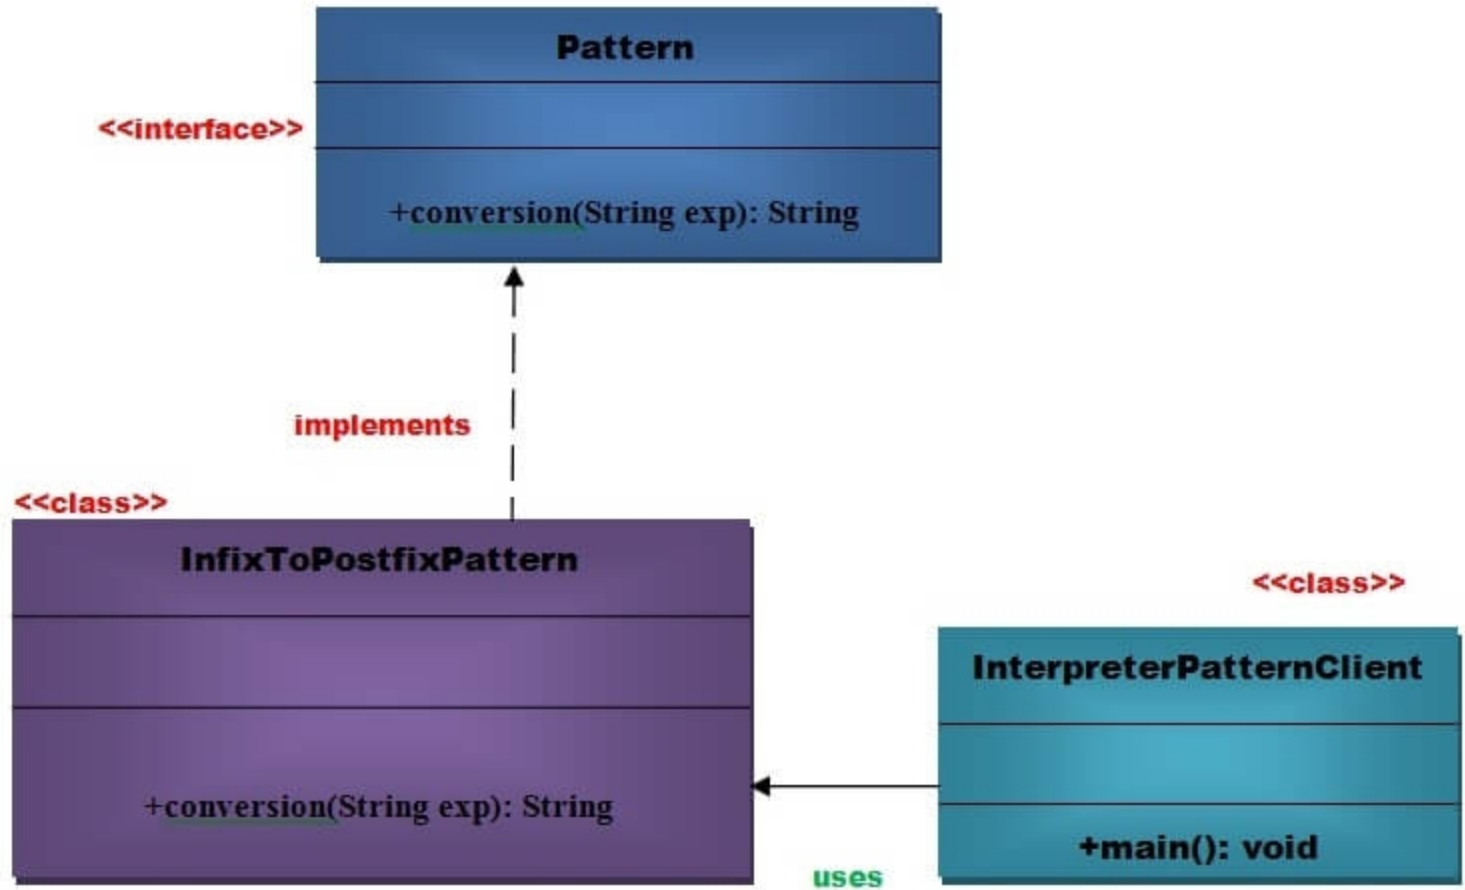 Pattern
<<interface>>
+conversion(String exp): String
implements
<<class>>
InfixToPostfixPattern
<<class>>
InterpreterPatternClient
+conversion(String exp): String
+main(): void
uses